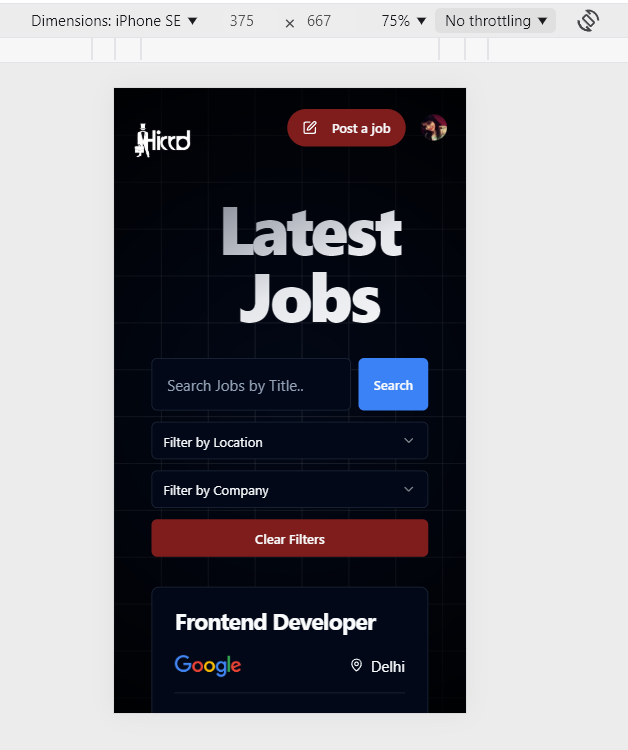 Dimensions: iPhone SE ▼ 375 × 667 75% ▼ No throttling ▼
Hirrd
Post a job
Latest
Jobs
Search Jobs by Title..
Search
Filter by Location
Filter by Company
Clear Filters
Frontend Developer
Google
Delhi